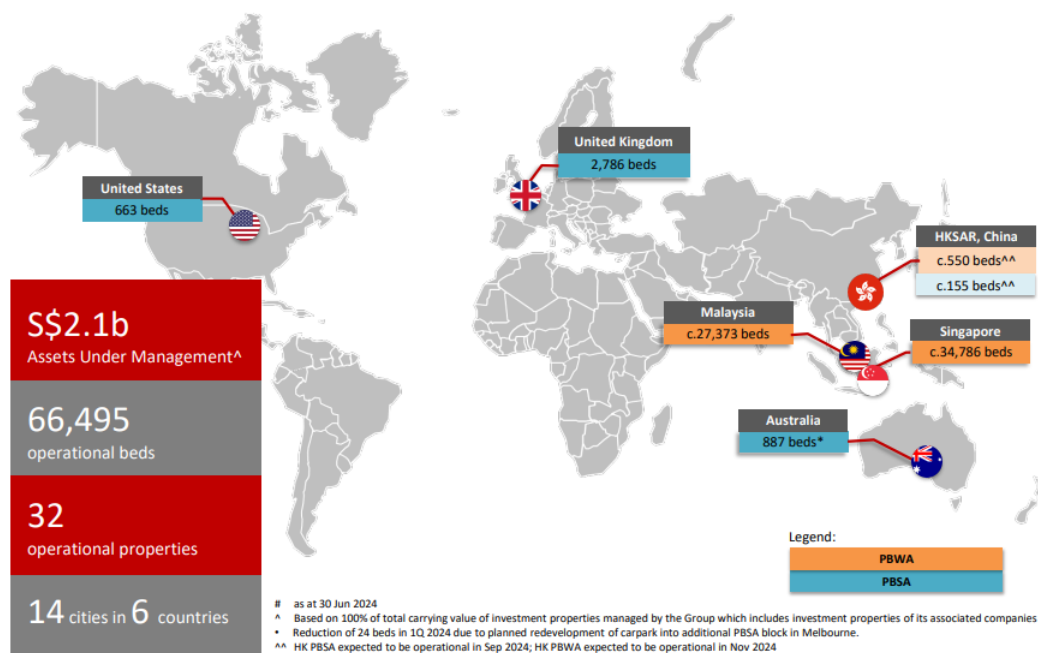 United Kingdom
2,786 beds
United States
663 beds
HKSAR, China
c.550 beds^^
c.155 beds^^
Malaysia
c.27,373 beds
Singapore
c.34,786 beds
Australia
887 beds*
S$2.1b
Assets Under Management^
66,495
operational beds
32
operational properties
14 cities in 6 countries
Legend:
PBWA
PBSA
# as at 30 Jun 2024
^ Based on 100% of total carrying value of investment properties managed by the Group which includes investment properties of its associated companies
• Reduction of 24 beds in 1Q 2024 due to planned redevelopment of carpark into additional PBSA block in Melbourne.
^^ HK PBSA expected to be operational in Sep 2024; HK PBWA expected to be operational in Nov 2024